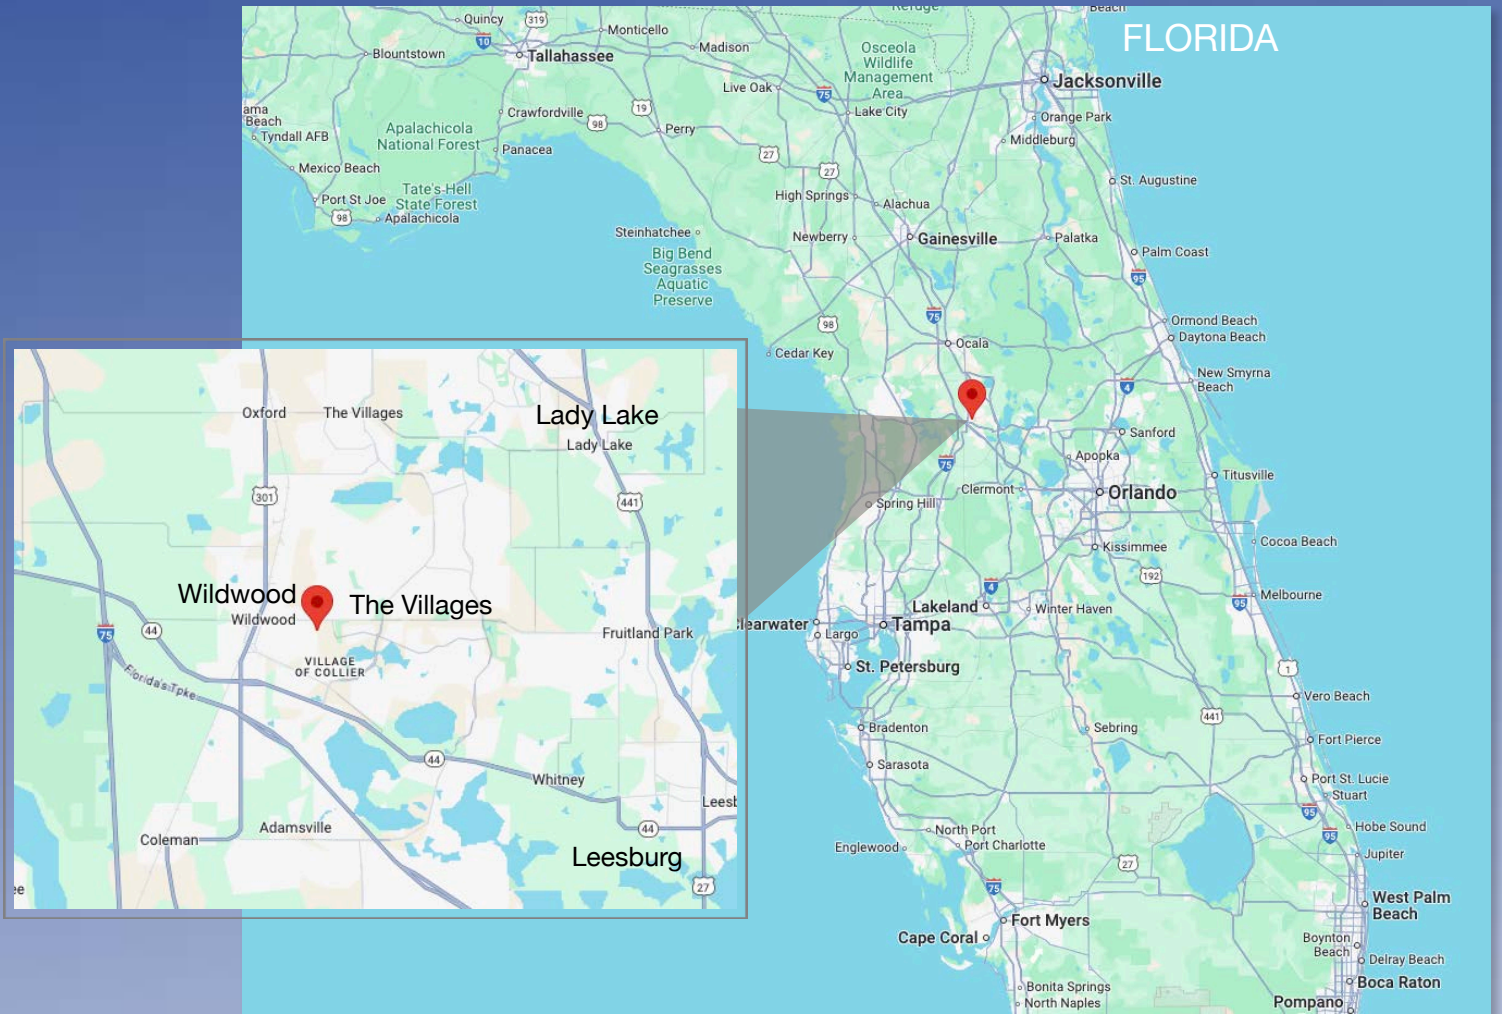 Refuge
Beach
FLORIDA
Quincy
319
10
Monticello
Blountstown
Tallahassee
Madison
Osceola
Wildlife
Management
Area
Live Oak
75
Jacksonville
Lake City
Orange Park
Middleburg
ama
Beach
Tyndall AFB
Crawfordville
98
19
Perry
Apalachicola
National Forest
Panacea
Mexico Beach
27
27
Tate's Hell
State Forest
Port St Joe
98
Apalachicola
High Springs
Alachua
St. Augustine
Steinhatchee
Newberry
Gainesville
Palatka
Palm Coast
Big Bend
Seagrasses
Aquatic
Preserve
95
75
98
Ormond Beach
Daytona Beach
Ocala
Cedar Key
New Smyrna
Beach
4
Sanford
Apopka
75
Titusville
Clermont
Orlando
Spring Hill
Cocoa Beach
Kissimmee
192
4
Melbourne
95
Lakeland
Winter Haven
learwater
Largo
Tampa
St. Petersburg
1
Vero Beach
441
Bradenton
Sebring
Fort Pierce
Sarasota
Port St. Lucie
Stuart
95
95
Hobe Sound
North Port
Englewood
Port Charlotte
Jupiter
27
75
West Palm
Beach
Fort Myers
Cape Coral
Boynton
Beach
Delray Beach
Boca Raton
Bonita Springs
North Naples
Pompano
Oxford
The Villages
Lady Lake
Lady Lake
301
441
Wildwood
The Villages
Wildwood
75
44
Fruitland Park
VILLAGE
OF COLLIER
Florida's Tpke
44
Whitney
Leesb
Adamsville
44
Coleman
Leesburg
27
ee